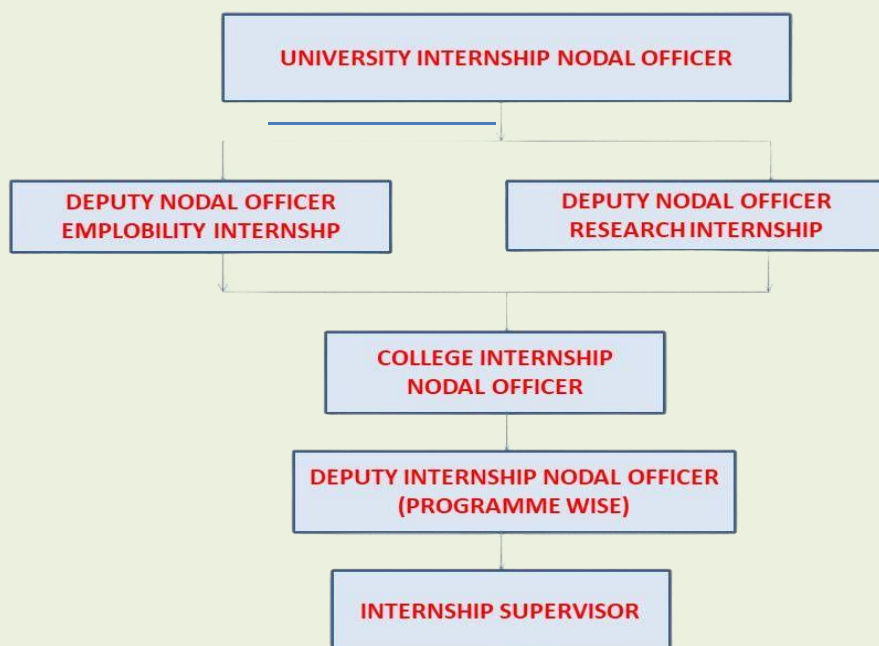 UNIVERSITY INTERNSHIP NODAL OFFICER
DEPUTY NODAL OFFICER
EMPLOBILITY INTERNSHP
DEPUTY NODAL OFFICER
RESEARCH INTERNSHIP
COLLEGE INTERNSHIP
NODAL OFFICER
DEPUTY INTERNSHIP NODAL OFFICER
(PROGRAMME WISE)
INTERNSHIP SUPERVISOR